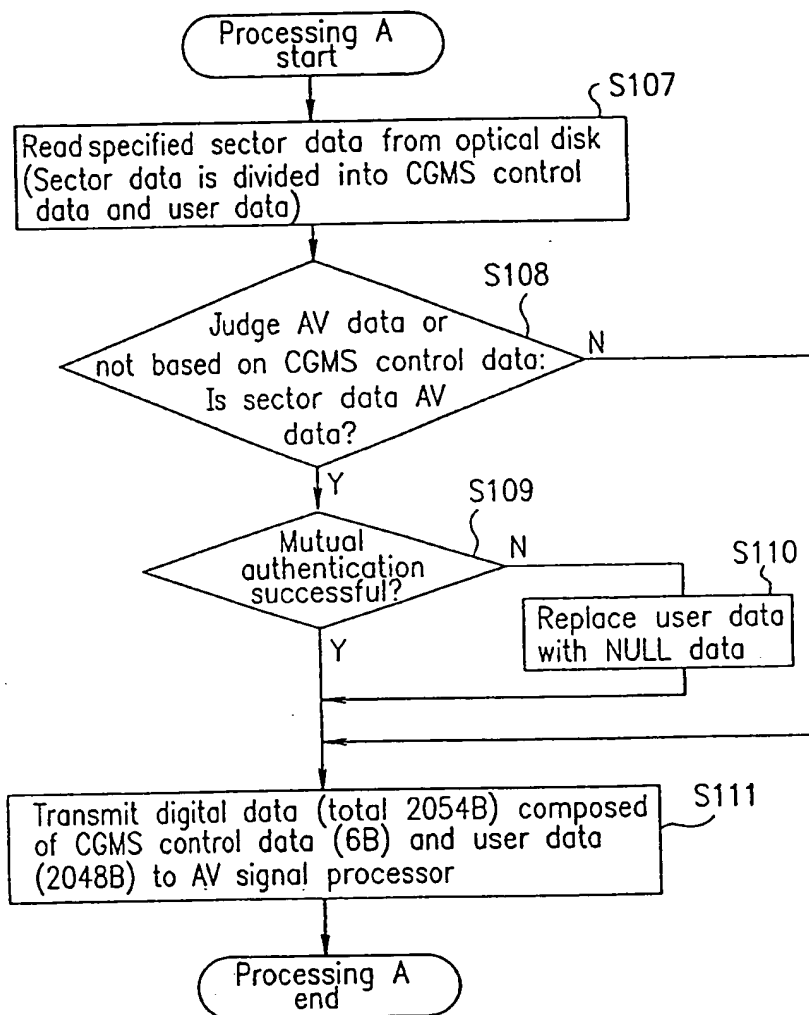 Processing A
start
S107
Read specified sector data from optical disk
(Sector data is divided into CGMS control
data and user data)
S108
Judge AV data or
not based on CGMS control data:
Is sector data AV
data?
N
Y
S109
Mutual
authentication
successful?
N
S110
Replace user data
with NULL data
Y
S111
Transmit digital data (total 2054B) composed
of CGMS control data (6B) and user data
(2048B) to AV signal processor
Processing A
end